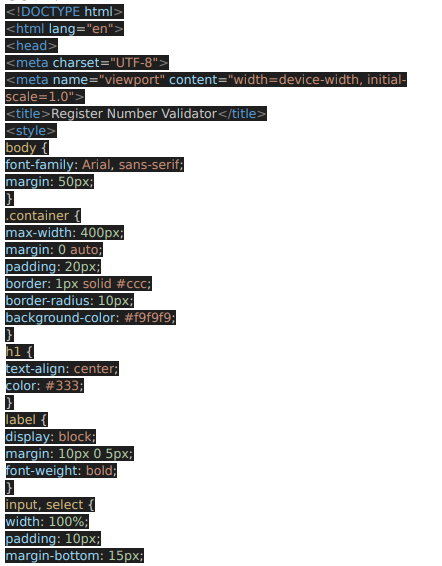 <!DOCTYPE html>
<html lang="en">
<head>
<meta charset="UTF-8">
<meta name="viewport" content="width=device-width, initial-
scale=1.0">
<title>Register Number Validator</title>
<style>
body {
font-family: Arial, sans-serif;
margin: 50px;
}
.container {
max-width: 400px;
margin: 0 auto;
padding: 20px;
border: 1px solid #ccc;
border-radius: 10px;
background-color: #f9f9f9;
}
h1 {
text-align: center;
color: #333;
}
label {
display: block;
margin: 10px 0 5px;
font-weight: bold;
}
input, select {
width: 100%;
padding: 10px;
margin-bottom: 15px;